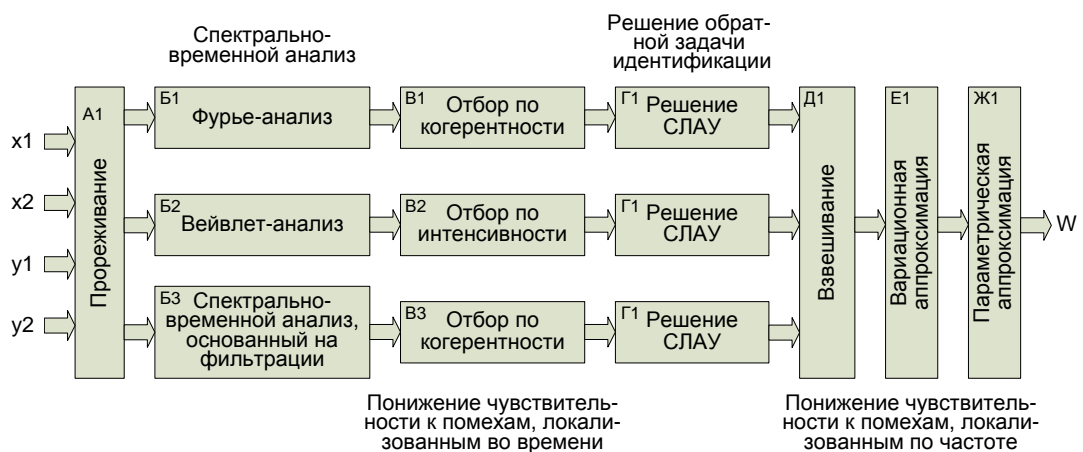 Спектрально-
временной анализ
Решение обрат-
ной задачи
идентификации
x1
x2
y1
y2
А1
Прореживание
Б1
Фурье-анализ
В1
Отбор по
когерентности
Г1
Решение
СЛАУ
Б2
Вейвлет-анализ
В2
Отбор по
интенсивности
Г1
Решение
СЛАУ
Б3
Спектрально-
временной анализ,
основанный на
фильтрации
В3
Отбор по
когерентности
Г1
Решение
СЛАУ
Д1
Взвешивание
Е1
Вариационная
аппроксимация
Ж1
Параметрическая
аппроксимация
W
Понижение чувствитель-
ности к помехам, локали-
зованным во времени
Понижение чувствитель-
ности к помехам, локали-
зованным по частоте